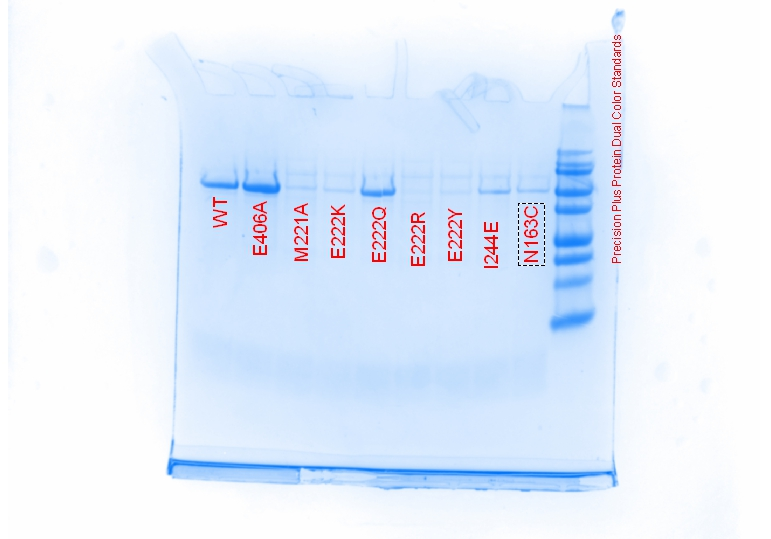 WT
E406A
M221A
E222K
E222Q
E222R
E222Y
I244E
N163C
Precision Plus Protein Dual Color Standards